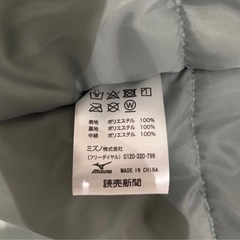 表地 ポリエステル 100%
裏地 ポリエステル 100%
中綿 ポリエステル 100%
ミズノ株式会社
(フリーダイヤル) 0120-320-799
MIZUNO MADE IN CHINA
読売新聞